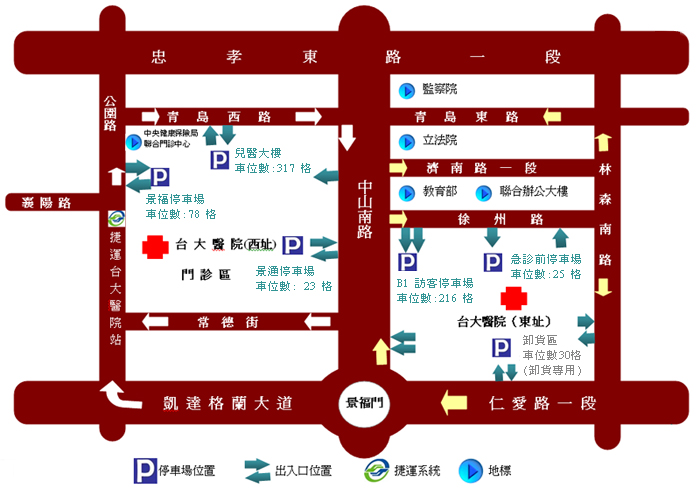 忠孝東路一段
公園路
監察院
青島西路
青島東路
中央健康保險局
聯合門診中心
立法院
兒醫大樓
車位數:317 格
濟南路一段
林森南路
景福停車場
車位數:78 格
中山南路
教育部
聯合辦公大樓
襄陽路
徐州路
捷運台大醫院站
台大醫院(西址)
門診區
景通停車場
車位數: 23 格
B1 訪客停車場
車位數:216 格
急診前停車場
車位數:25 格
台大醫院（東址）
常德街
卸貨區
車位數30格
(卸貨專用)
凱達格蘭大道
景福門
仁愛路一段
P停車場位置
出入口位置
捷運系統
地標